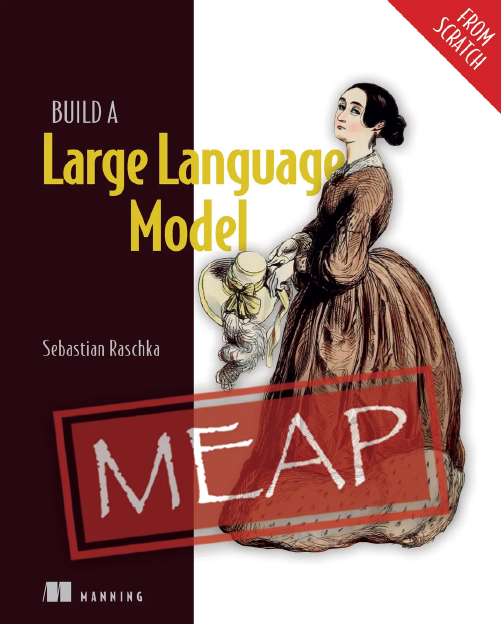 FROM
SCRATCH
BUILD A
Large Language
Model
Sebastian Raschka
MEAP
MANNING